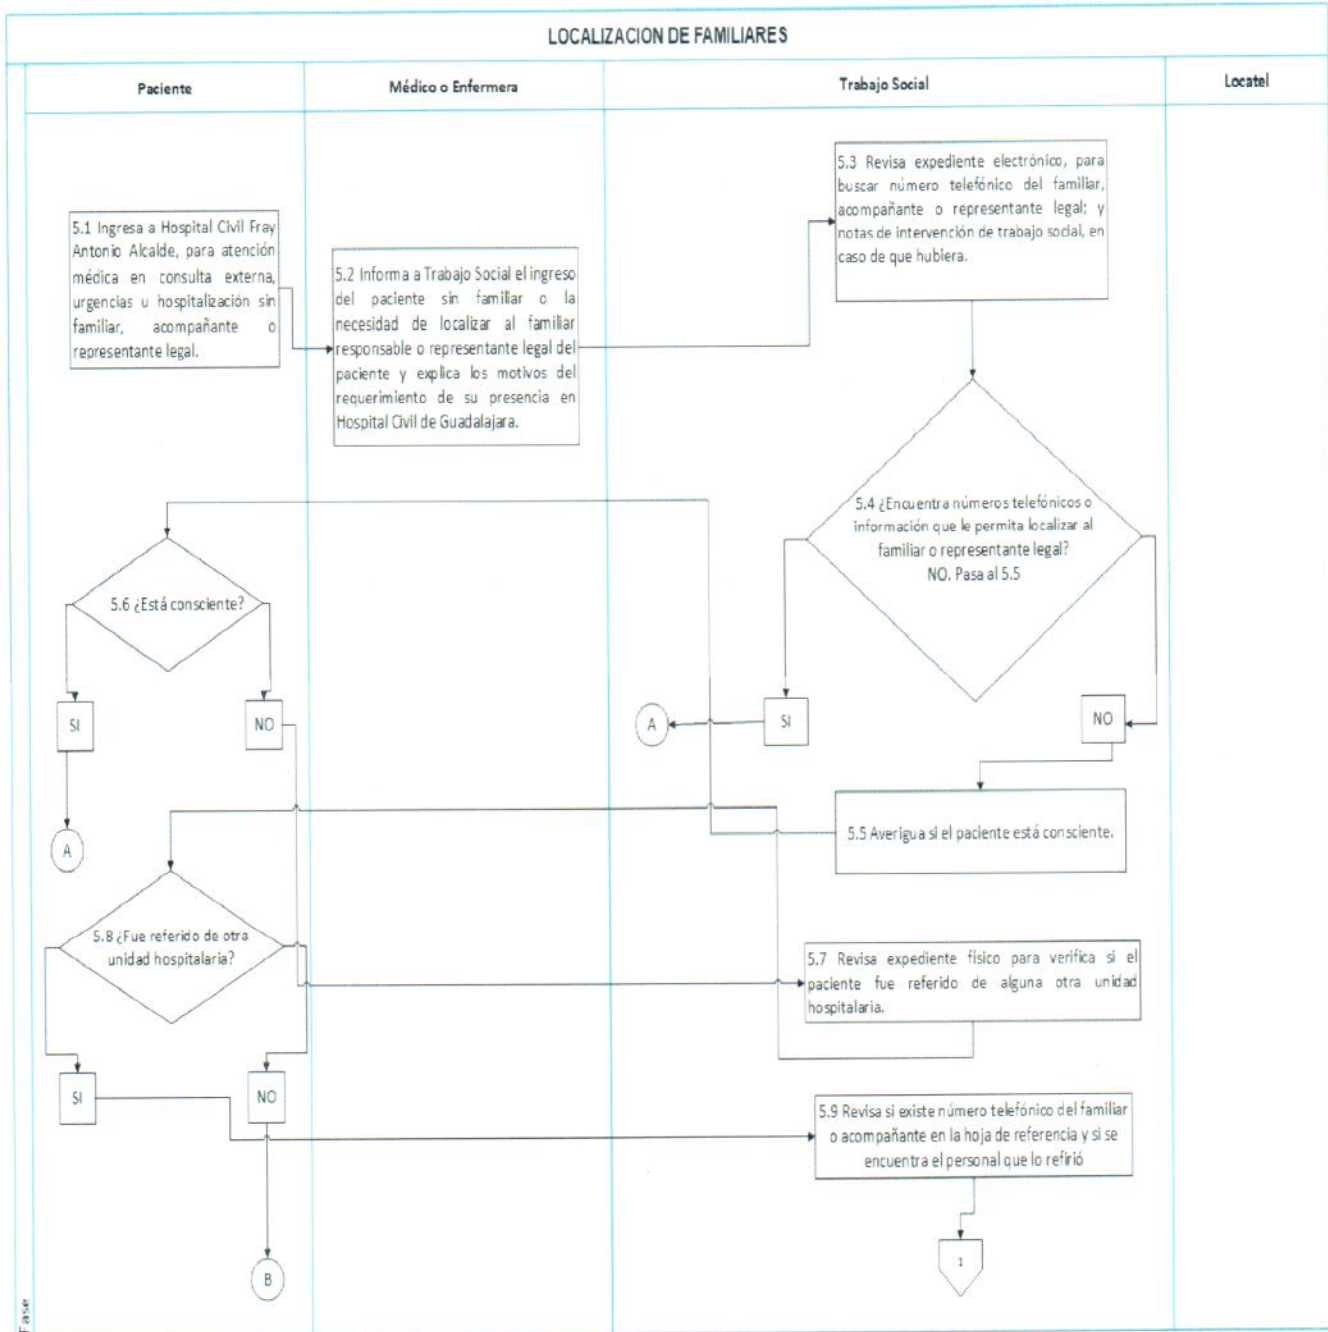 LOCALIZACION DE FAMILIARES
Paciente
Médico o Enfermera
Trabajo Social
Locatel
5.1 Ingresa a Hospital Civil Fray
Antonio Alcalde, para atención
médica en consulta externa,
urgencias u hospitalización sin
familiar, acompañante o
representante legal.
5.2 Informa a Trabajo Social el ingreso
del paciente sin familiar o la
necesidad de localizar al familiar
responsable o representante legal del
paciente y explica los motivos del
requerimiento de su presencia en
Hospital Civil de Guadalajara.
5.3 Revisa expediente electrónico, para
buscar número telefónico del familiar,
acompañante o representante legal; y
notas de intervención de trabajo social, en
caso de que hubiera.
5.4 ¿Encuentra números telefónicos o
información que le permita localizar al
familiar o representante legal?
NO. Pasa al 5.5
SI
A
NO
5.5 Averigua si el paciente está consciente.
5.6 ¿Está consciente?
SI
NO
A
5.7 Revisa expediente físico para verifica si el
paciente fue referido de alguna otra unidad
hospitalaria.
5.8 ¿Fue referido de otra
unidad hospitalaria?
SI
NO
B
5.9 Revisa si existe número telefónico del familiar
o acompañante en la hoja de referencia y si se
encuentra el personal que lo refirió
1
Fase